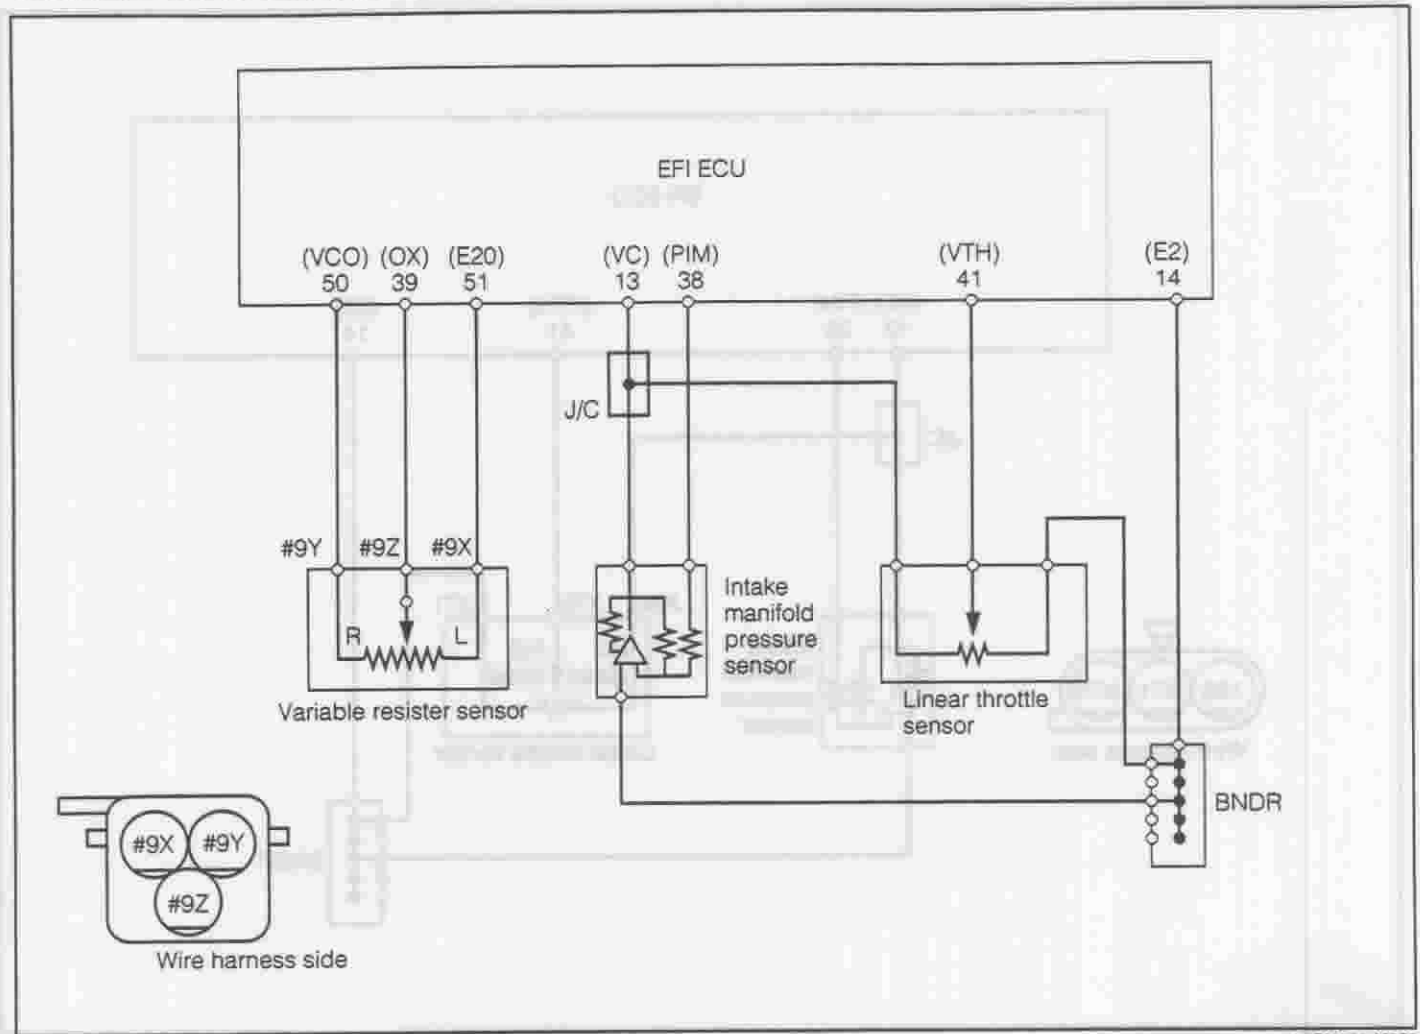 EFI ECU
(VCO) (OX) (E20) (VC) (PIM) (VTH) (E2)
50 39 51 13 38 41 14
J/C
#9Y #9Z #9X
R L
Variable resister sensor
Intake
manifold
pressure
sensor
Linear throttle
sensor
BNDR
#9X #9Y
#9Z
Wire harness side